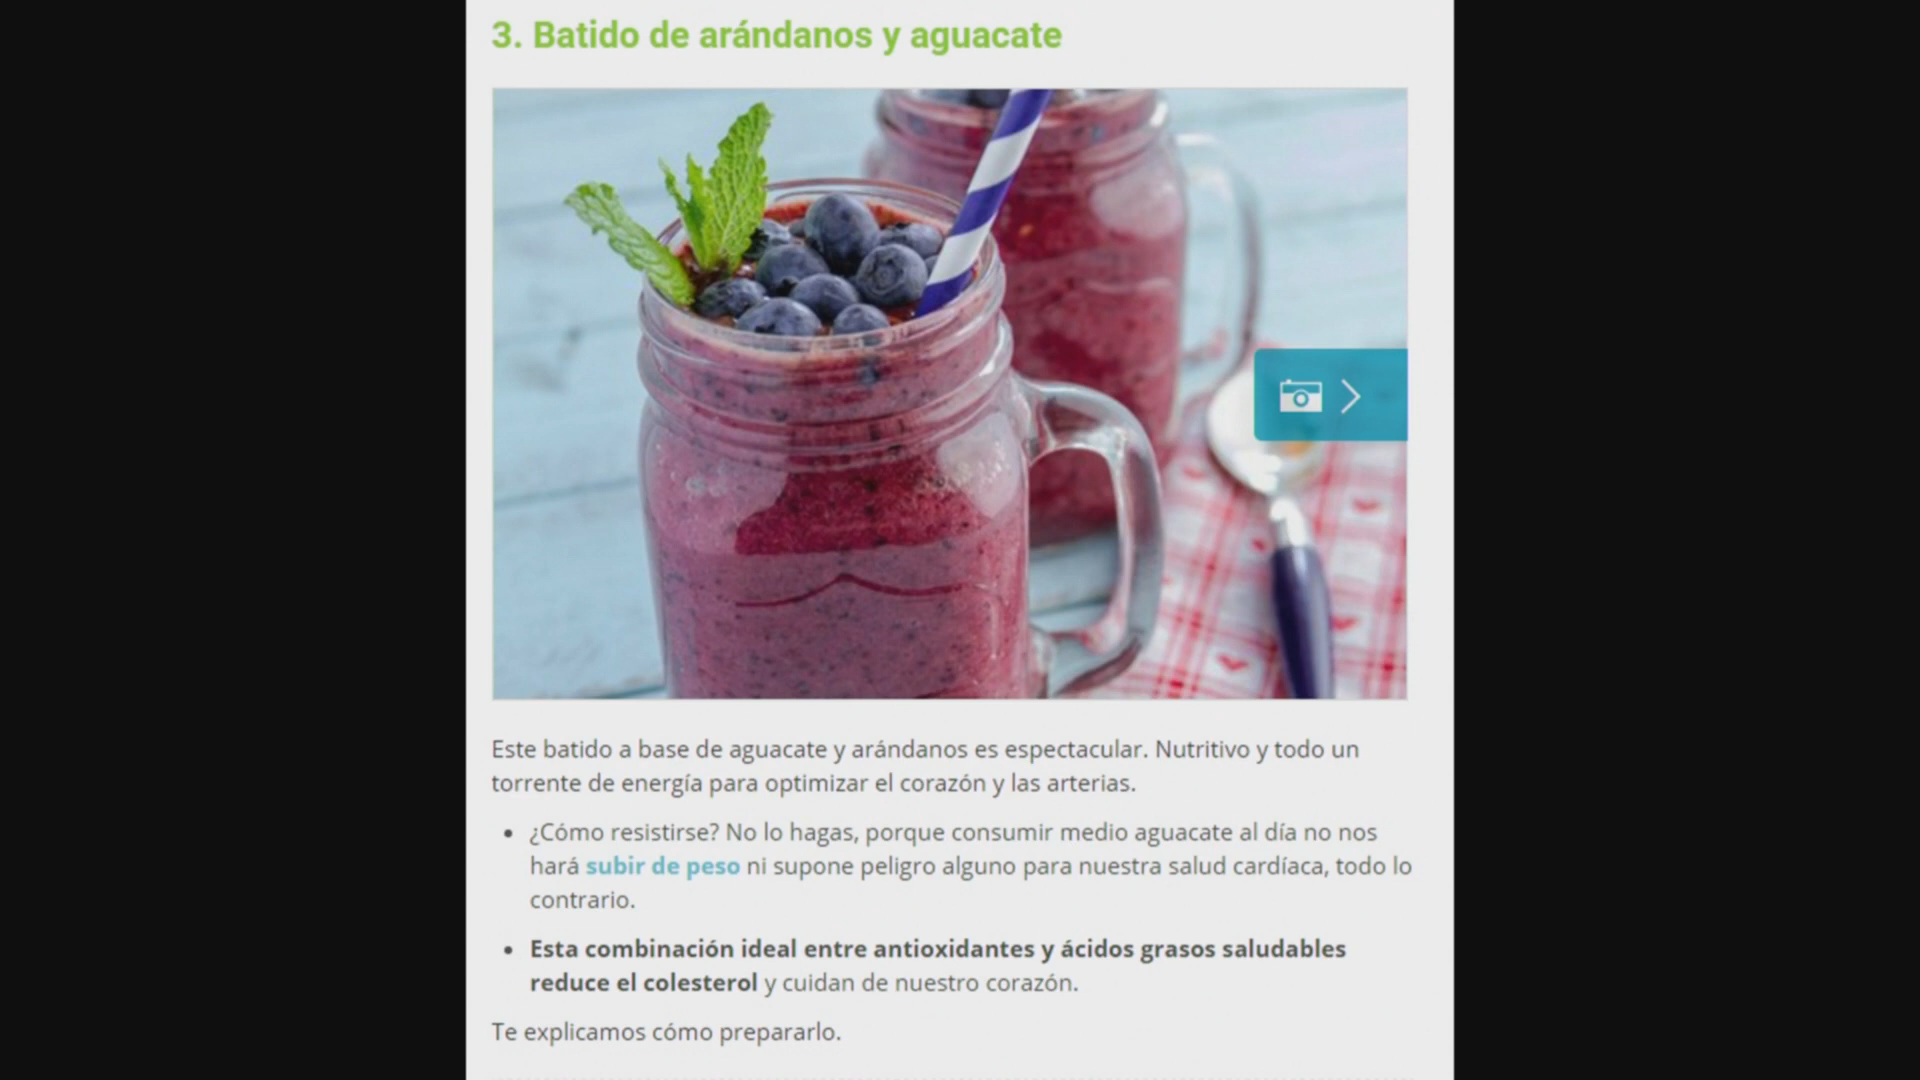 3. Batido de arándanos y aguacate
Este batido a base de aguacate y arándanos es espectacular. Nutritivo y todo un
torrente de energía para optimizar el corazón y las arterias.
• ¿Cómo resistirse? No lo hagas, porque consumir medio aguacate al día no nos
hará subir de peso ni supone peligro alguno para nuestra salud cardíaca, todo lo
contrario.
• Esta combinación ideal entre antioxidantes y ácidos grasos saludables
reduce el colesterol y cuidan de nuestro corazón.
Te explicamos cómo prepararlo.